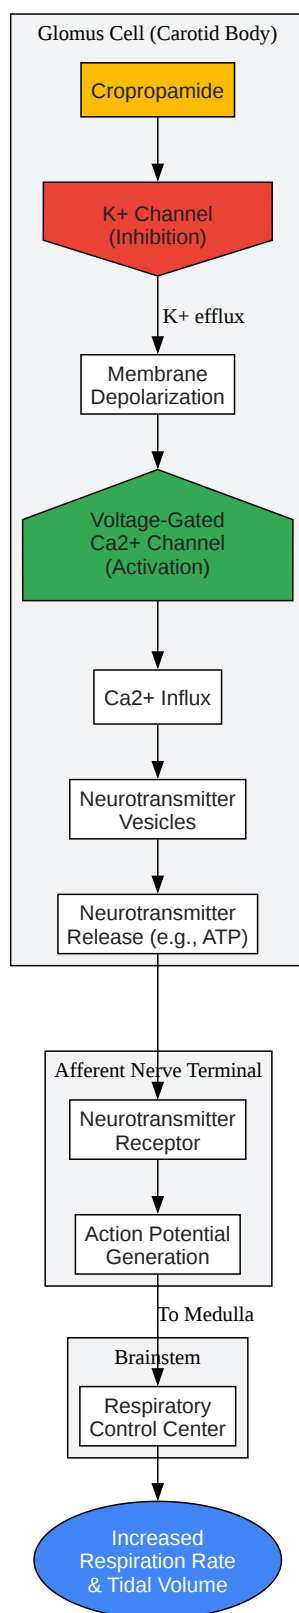 Glomus Cell (Carotid Body)
Cropropamide
K+ Channel
(Inhibition)
K+ efflux
Membrane
Depolarization
Voltage-Gated
Ca2+ Channel
(Activation)
Ca2+ Influx
Neurotransmitter
Vesicles
Neurotransmitter
Release (e.g., ATP)
Afferent Nerve Terminal
Neurotransmitter
Receptor
Action Potential
Generation
To Medulla
Brainstem
Respiratory
Control Center
Increased
Respiration Rate
& Tidal Volume